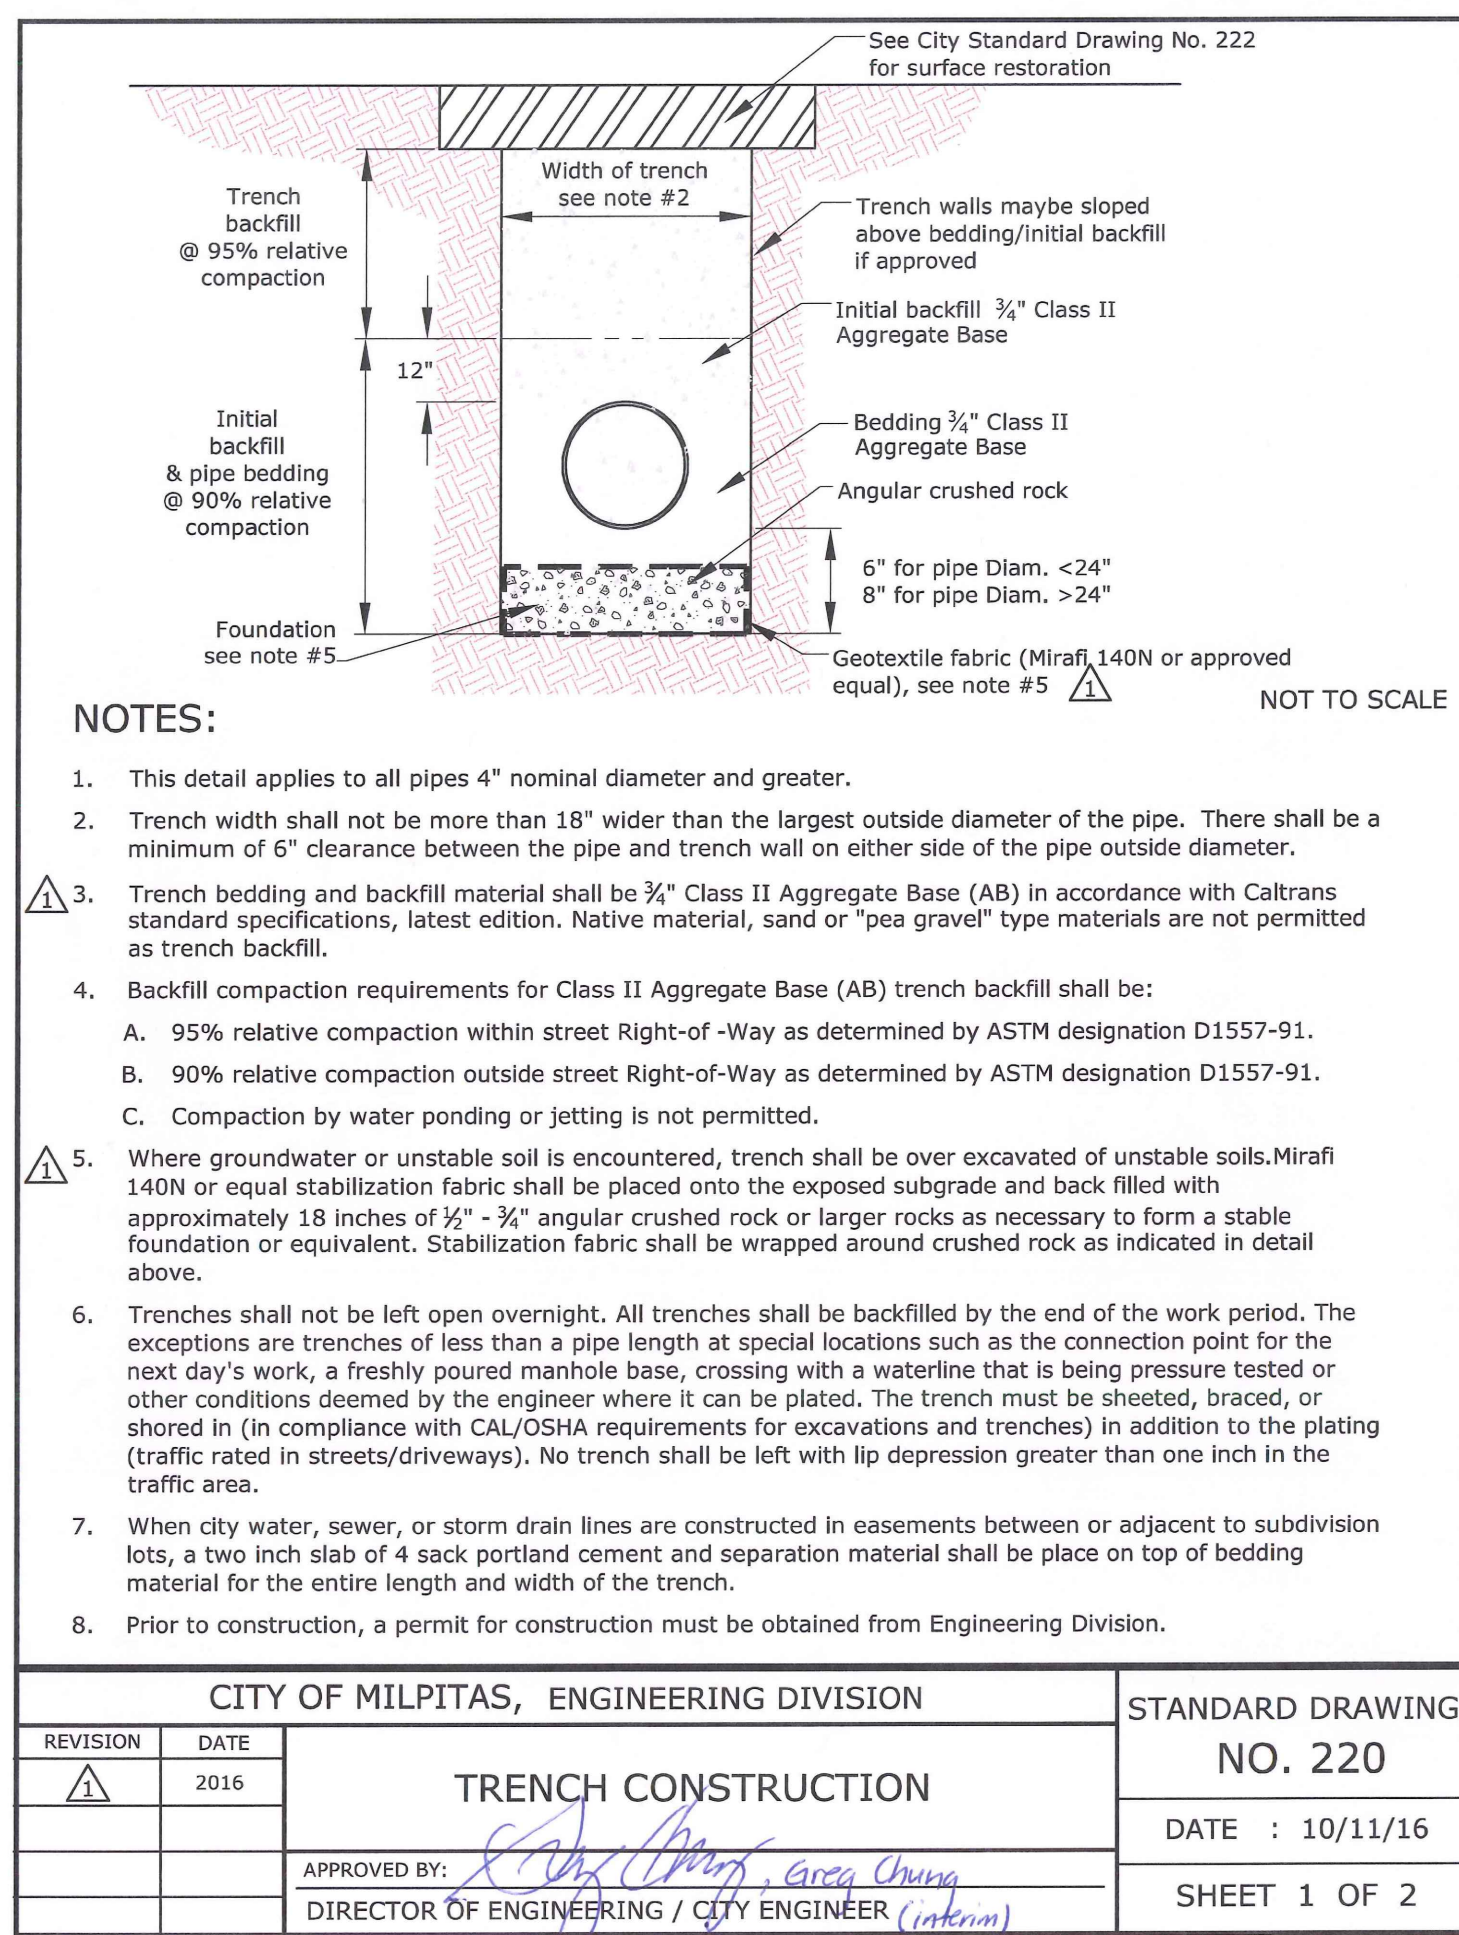 See City Standard Drawing No. 222
for surface restoration
Width of trench
see note #2
Trench
backfill
@ 95% relative
compaction
Trench walls maybe sloped
above bedding/initial backfill
if approved
Initial backfill ¾" Class II
Aggregate Base
12"
Initial
backfill
& pipe bedding
@ 90% relative
compaction
Bedding ¾" Class II
Aggregate Base
Angular crushed rock
6" for pipe Diam. <24"
8" for pipe Diam. >24"
Foundation
see note #5
Geotextile fabric (Mirafi 140N or approved
equal), see note #5 1
NOT TO SCALE
NOTES:
1. This detail applies to all pipes 4" nominal diameter and greater.
2. Trench width shall not be more than 18" wider than the largest outside diameter of the pipe. There shall be a
minimum of 6" clearance between the pipe and trench wall on either side of the pipe outside diameter.
1 3. Trench bedding and backfill material shall be ¾" Class II Aggregate Base (AB) in accordance with Caltrans
standard specifications, latest edition. Native material, sand or "pea gravel" type materials are not permitted
as trench backfill.
4. Backfill compaction requirements for Class II Aggregate Base (AB) trench backfill shall be:
A. 95% relative compaction within street Right-of -Way as determined by ASTM designation D1557-91.
B. 90% relative compaction outside street Right-of-Way as determined by ASTM designation D1557-91.
C. Compaction by water ponding or jetting is not permitted.
1 5. Where groundwater or unstable soil is encountered, trench shall be over excavated of unstable soils.Mirafi
140N or equal stabilization fabric shall be placed onto the exposed subgrade and back filled with
approximately 18 inches of ½" - ¾" angular crushed rock or larger rocks as necessary to form a stable
foundation or equivalent. Stabilization fabric shall be wrapped around crushed rock as indicated in detail
above.
6. Trenches shall not be left open overnight. All trenches shall be backfilled by the end of the work period. The
exceptions are trenches of less than a pipe length at special locations such as the connection point for the
next day's work, a freshly poured manhole base, crossing with a waterline that is being pressure tested or
other conditions deemed by the engineer where it can be plated. The trench must be sheeted, braced, or
shored in (in compliance with CAL/OSHA requirements for excavations and trenches) in addition to the plating
(traffic rated in streets/driveways). No trench shall be left with lip depression greater than one inch in the
traffic area.
7. When city water, sewer, or storm drain lines are constructed in easements between or adjacent to subdivision
lots, a two inch slab of 4 sack portland cement and separation material shall be place on top of bedding
material for the entire length and width of the trench.
8. Prior to construction, a permit for construction must be obtained from Engineering Division.
CITY OF MILPITAS, ENGINEERING DIVISION
REVISION DATE
1 2016
TRENCH CONSTRUCTION
APPROVED BY: , Greg Chung
DIRECTOR OF ENGINEERING / CITY ENGINEER (interim)
STANDARD DRAWING
NO. 220
DATE : 10/11/16
SHEET 1 OF 2